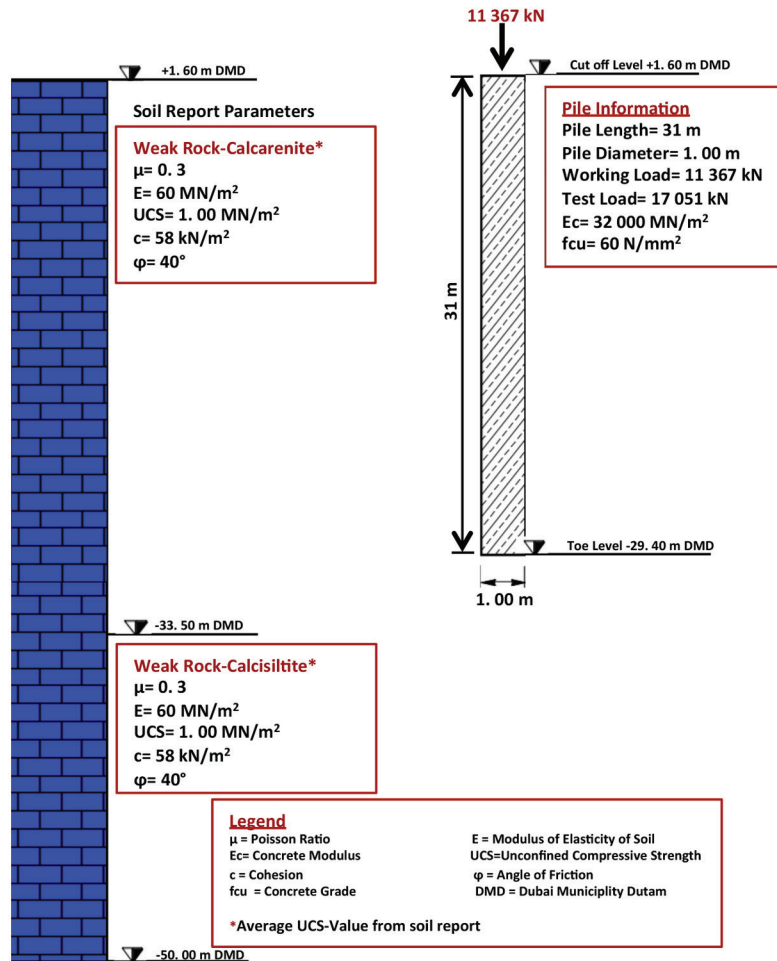 +1. 60 m DMD
Soil Report Parameters
Weak Rock-Calcarenite*
μ= 0. 3
E= 60 MN/m²
UCS= 1. 00 MN/m²
c= 58 kN/m²
φ= 40°
-33. 50 m DMD
Weak Rock-Calcisiltite*
μ= 0. 3
E= 60 MN/m²
UCS= 1. 00 MN/m²
c= 58 kN/m²
φ= 40°
-50. 00 m DMD
11 367 kN
Cut off Level +1. 60 m DMD
31 m
Pile Information
Pile Length= 31 m
Pile Diameter= 1. 00 m
Working Load= 11 367 kN
Test Load= 17 051 kN
Ec= 32 000 MN/m²
fcu= 60 N/mm²
Toe Level -29. 40 m DMD
1. 00 m
Legend
μ = Poisson Ratio E = Modulus of Elasticity of Soil
Ec= Concrete Modulus UCS=Unconfined Compressive Strength
c = Cohesion φ = Angle of Friction
fcu = Concrete Grade DMD = Dubai Municiplity Dutam
*Average UCS-Value from soil report